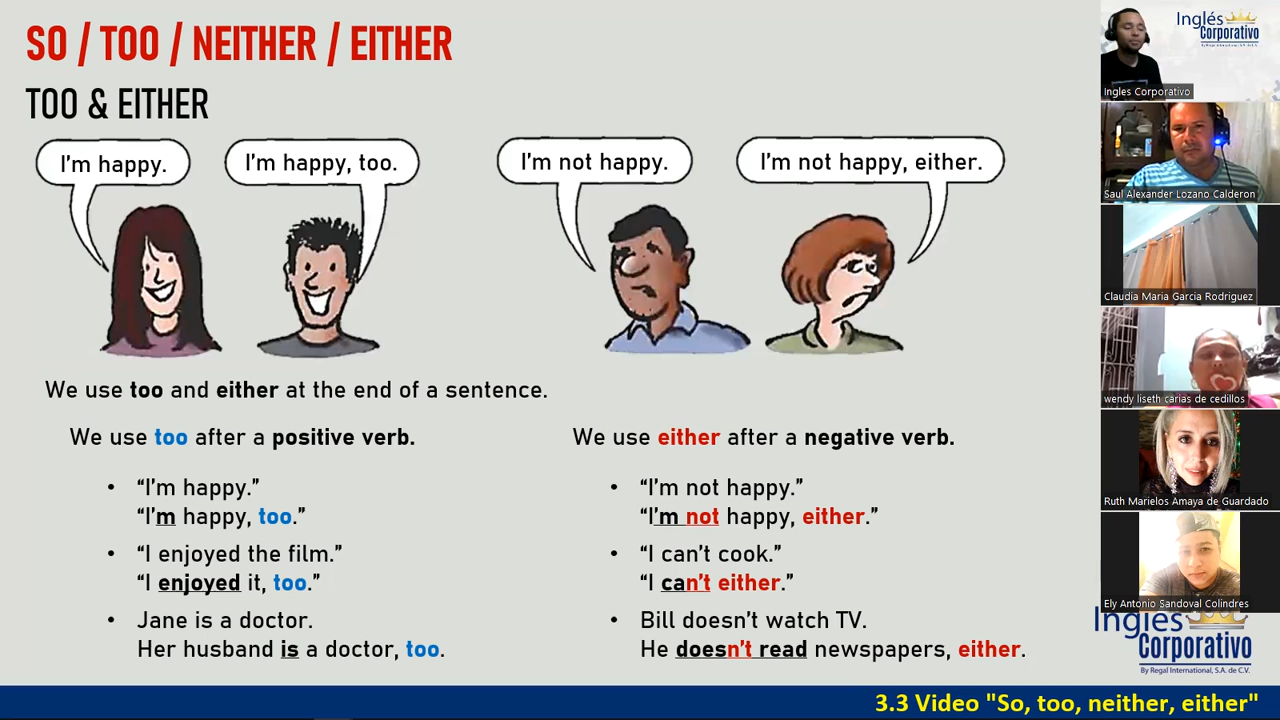 SO / TOO / NEITHER / EITHER
TOO & EITHER
I'm happy.
I'm happy, too.
I'm not happy.
I'm not happy, either.
We use too and either at the end of a sentence.
We use too after a positive verb.
• “I'm happy.”
“I'm happy, too.”
• “I enjoyed the film.”
“I enjoyed it, too.”
• Jane is a doctor.
Her husband is a doctor, too.
We use either after a negative verb.
• “I'm not happy.”
“I'm not happy, either.”
• “I can't cook.”
“I can't either.”
• Bill doesn't watch TV.
He doesn't read newspapers, either.
Inglés
Corporativo
By Regal International, S.A. de C.V.
Ingles Corporativo
Saul Alexander Lozano Calderon
Claudia Maria Garcia Rodriguez
wendy liseth carias de cedillos
Ruth Marielos Amaya de Guardado
Ely Antonio Sandoval Colindres
Inglés
Corporativo
By Regal International, S.A. de C.V.
3.3 Video "So, too, neither, either"